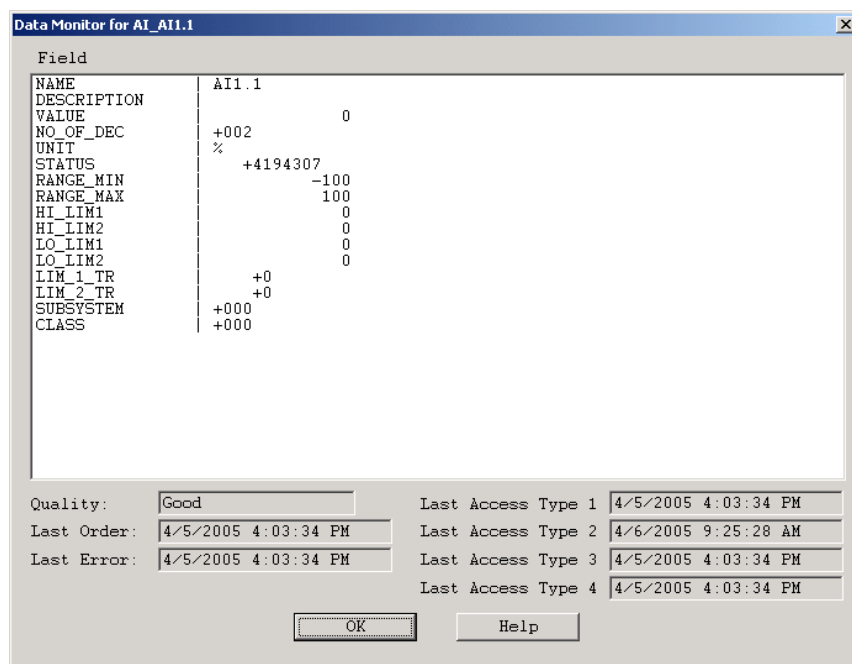 Data Monitor for AI_AI1.1
Field
NAME | AI1.1
DESCRIPTION |
VALUE | 0
NO_OF_DEC | +002
UNIT | %
STATUS | +4194307
RANGE_MIN | -100
RANGE_MAX | 100
HI_LIM1 | 0
HI_LIM2 | 0
LO_LIM1 | 0
LO_LIM2 | 0
LIM_1_TR | +0
LIM_2_TR | +0
SUBSYSTEM | +000
CLASS | +000
Quality: Good Last Access Type 1 4/5/2005 4:03:34 PM
Last Order: 4/5/2005 4:03:34 PM Last Access Type 2 4/6/2005 9:25:28 AM
Last Error: 4/5/2005 4:03:34 PM Last Access Type 3 4/5/2005 4:03:34 PM
Last Access Type 4 4/5/2005 4:03:34 PM
OK Help